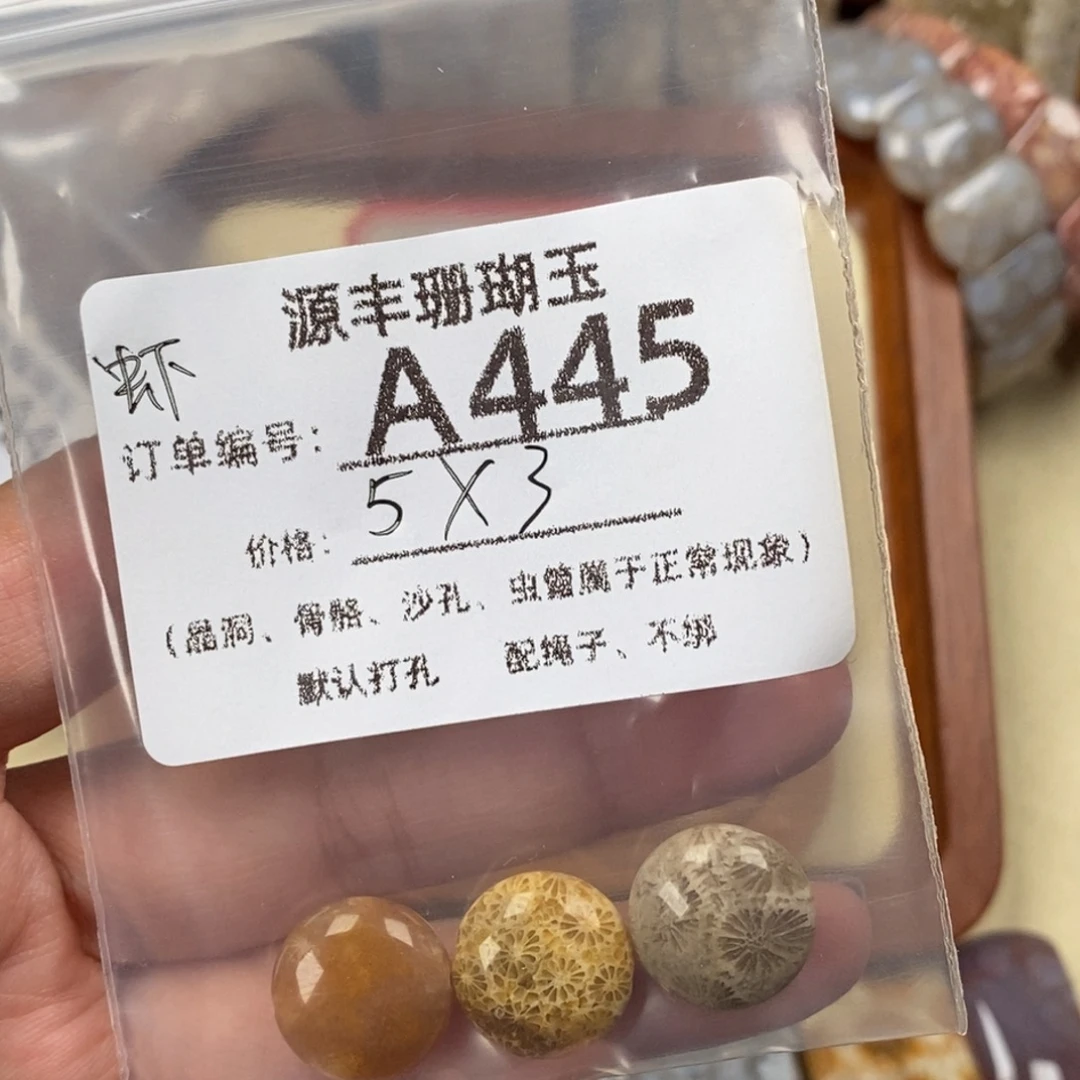 源丰珊瑚玉
虾
订单编号：A445
价格：5X3
（晶洞、骨骼、沙孔、虫管属于正常现象）
默认打孔 配绳子、不绑